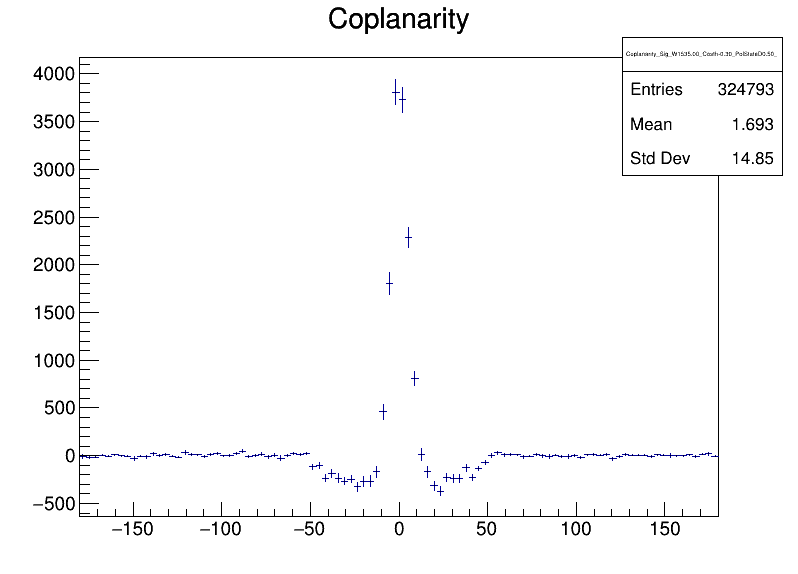 Coplanarity
Coplanarity_Sig_W1535.00_Costh-0.30_PolStateD0.50_
Entries 324793
Mean 1.693
Std Dev 14.85
4000
3500
3000
2500
2000
1500
1000
500
0
−500
−150 −100 −50 0 50 100 150